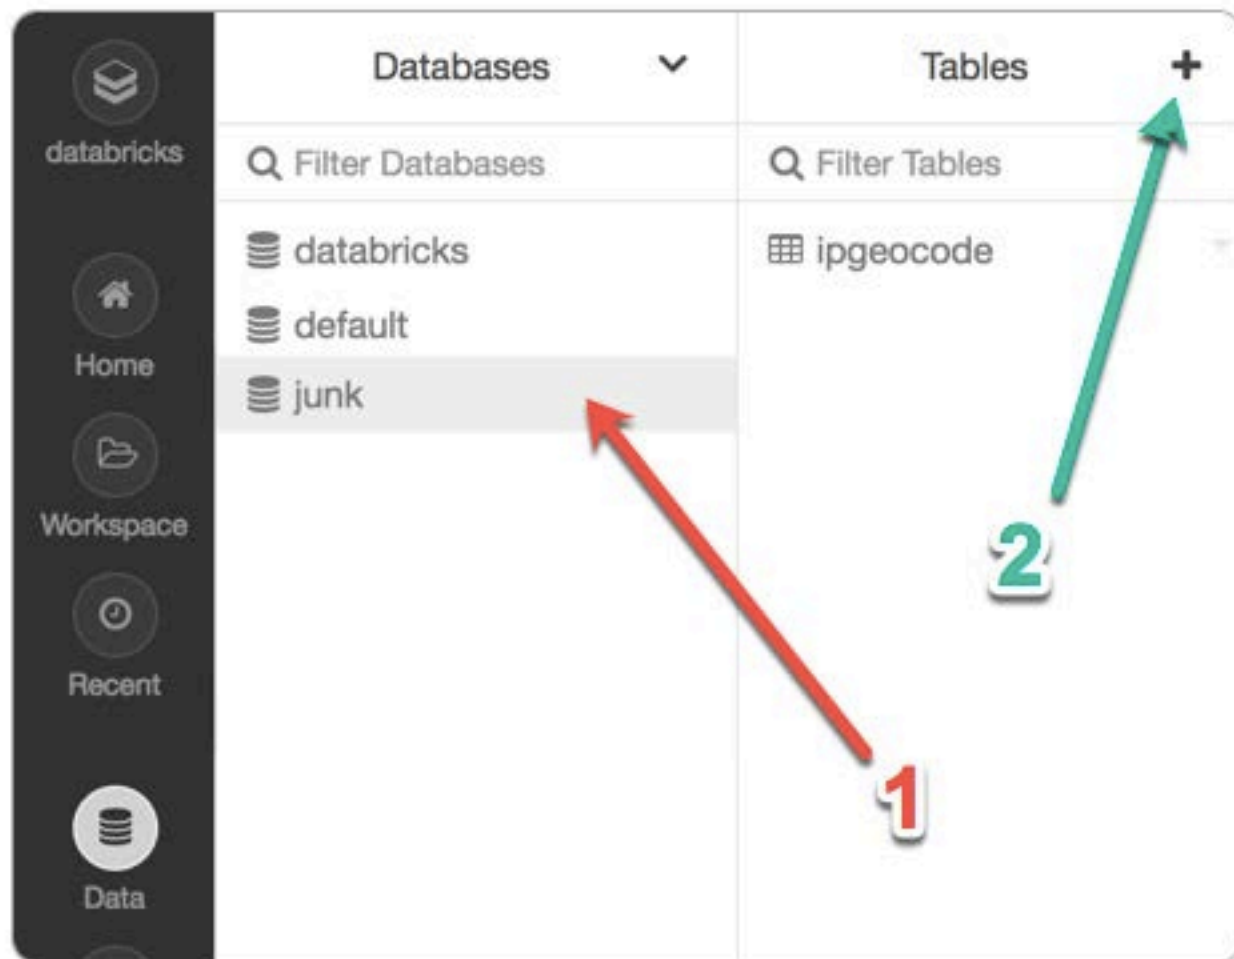 databricks
Home
Workspace
Recent
Data
Databases
Filter Databases
databricks
default
junk
Tables
Filter Tables
ipgeocode
1
2